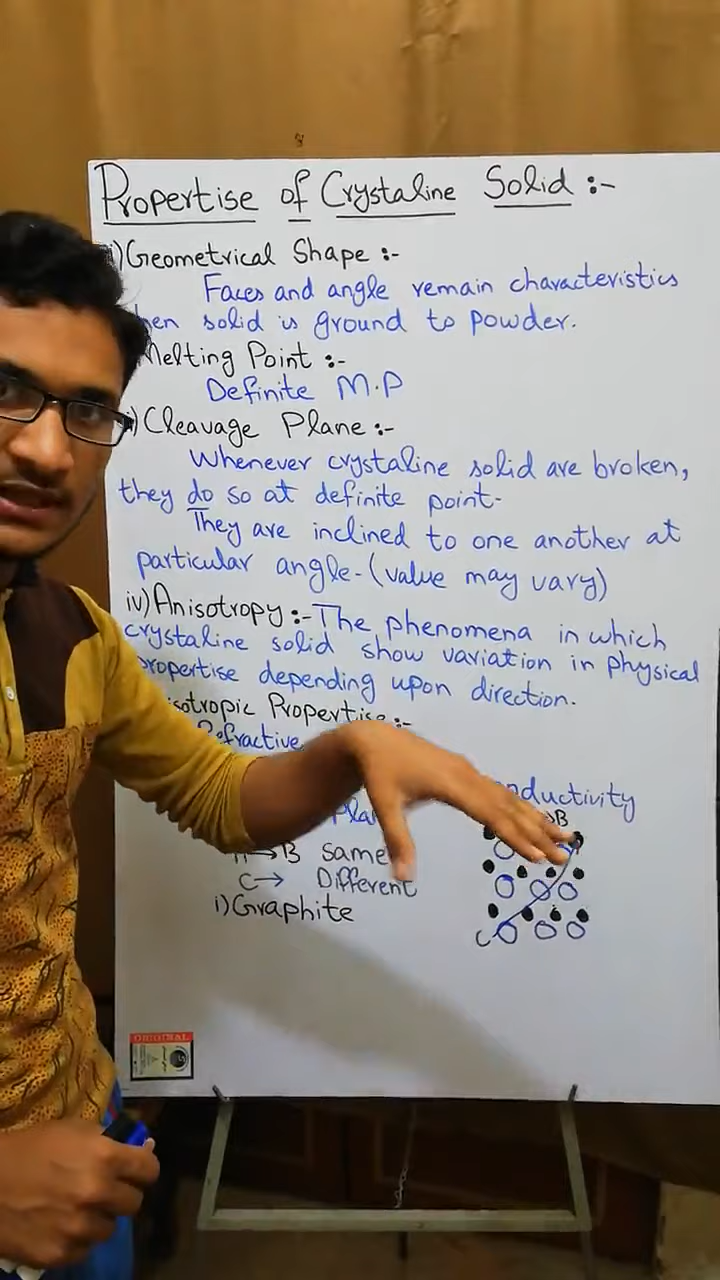 Propertise of Crystaline Solid :-
i) Geometrical Shape :-
Faces and angle remain characteristics
solid is ground to powder.
Melting Point :-
Definite M.P
Cleavage Plane :-
Whenever crystaline solid are broken,
they do so at definite point-
They are inclined to one another at
particular angle-(value may vary)
iv) Anisotropy :- The phenomena in which
crystaline solid show variation in physical
propertise depending upon direction.
Propertise :-
Refractive
B
B Same
C→ Different
i) Graphite
C
ORIGINAL